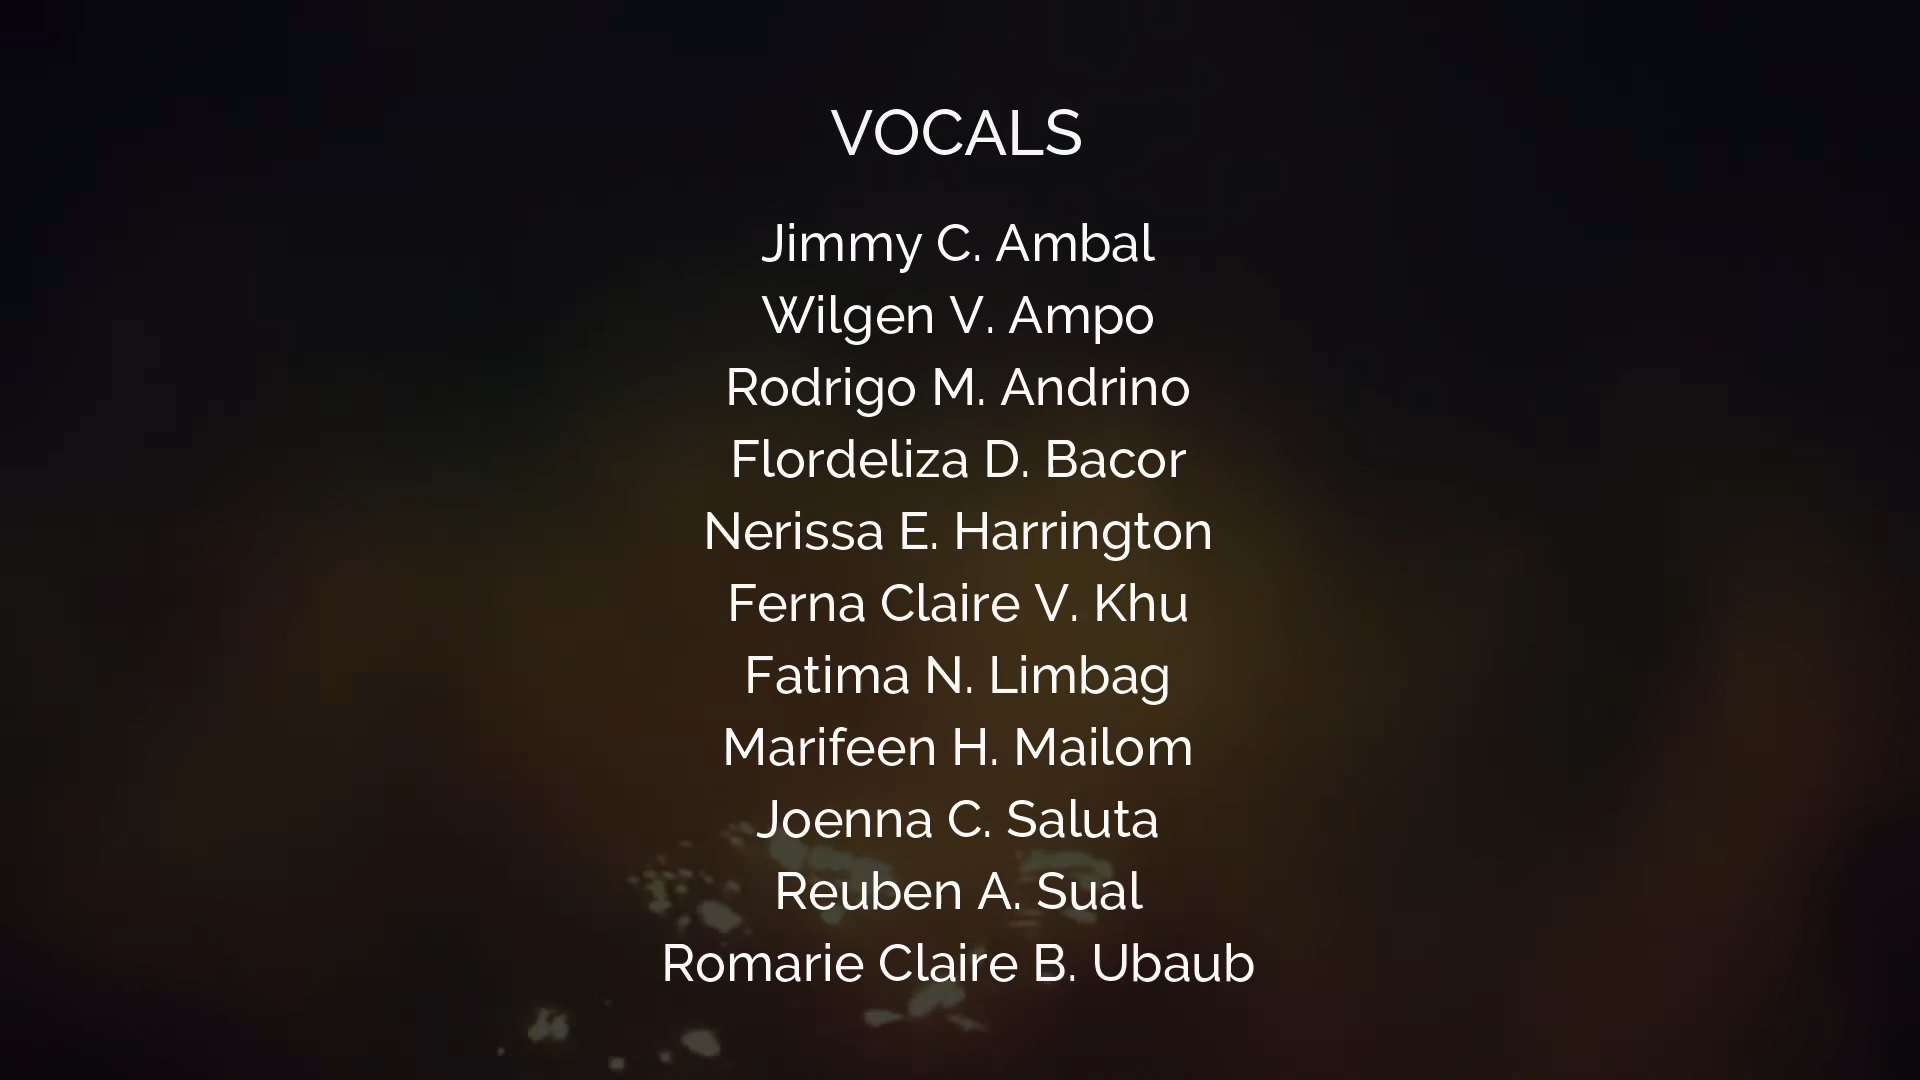 VOCALS
Jimmy C. Ambal
Wilgen V. Ampo
Rodrigo M. Andrino
Flordeliza D. Bacor
Nerissa E. Harrington
Ferna Claire V. Khu
Fatima N. Limbag
Marifeen H. Mailom
Joenna C. Saluta
Reuben A. Sual
Romarie Claire B. Ubaub